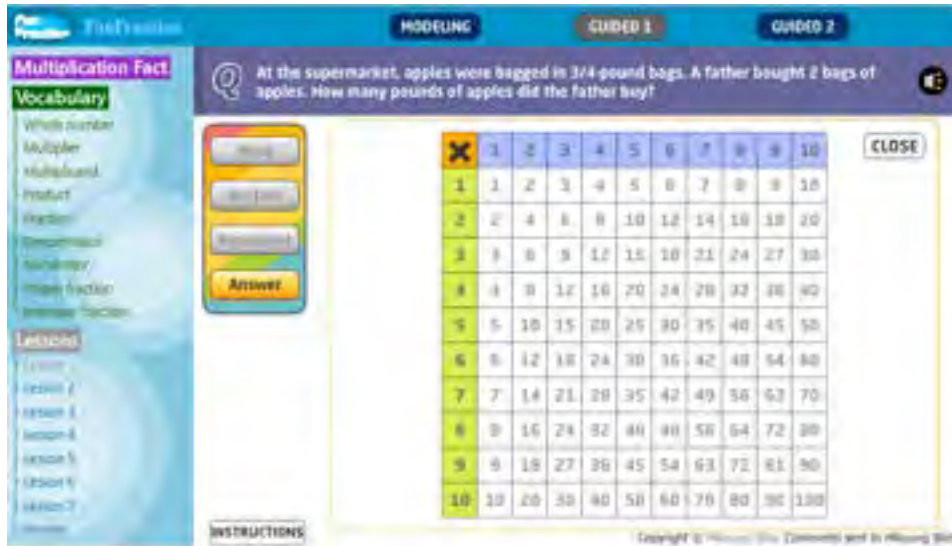 FunFraction
MODELING
GUIDED 1
GUIDED 2
Multiplication Fact
Vocabulary
Whole number
Multiplier
Multiplicand
Product
Fraction
Denominator
Numerator
Proper fraction
Improper fraction
Lessons
Lesson 2
Lesson 3
Lesson 4
Lesson 5
Lesson 6
Lesson 7
Q At the supermarket, apples were bagged in 3/4-pound bags. A father bought 2 bags of
apples. How many pounds of apples did the father buy?
Answer
INSTRUCTIONS
CLOSE
× 1 2 3 4 5 6 7 8 9 10
1 1 2 3 4 5 6 7 8 9 10
2 2 4 6 8 10 12 14 16 18 20
3 3 6 9 12 15 18 21 24 27 30
4 4 8 12 16 20 24 28 32 36 40
5 5 10 15 20 25 30 35 40 45 50
6 6 12 18 24 30 36 42 48 54 60
7 7 14 21 28 35 42 49 56 63 70
8 8 16 24 32 40 48 56 64 72 80
9 9 18 27 36 45 54 63 72 81 90
10 10 20 30 40 50 60 70 80 90 100
Copyright ©